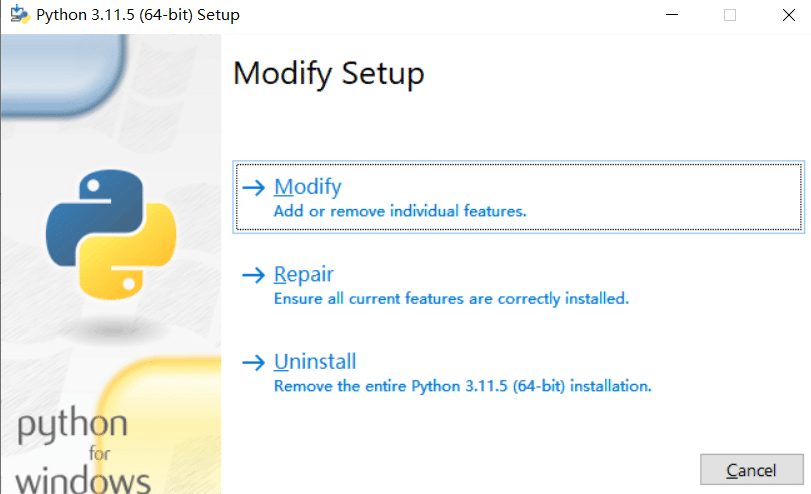 Python 3.11.5 (64-bit) Setup
Modify Setup
Modify
Add or remove individual features.
Repair
Ensure all current features are correctly installed.
Uninstall
Remove the entire Python 3.11.5 (64-bit) installation.
python
for
windows
Cancel